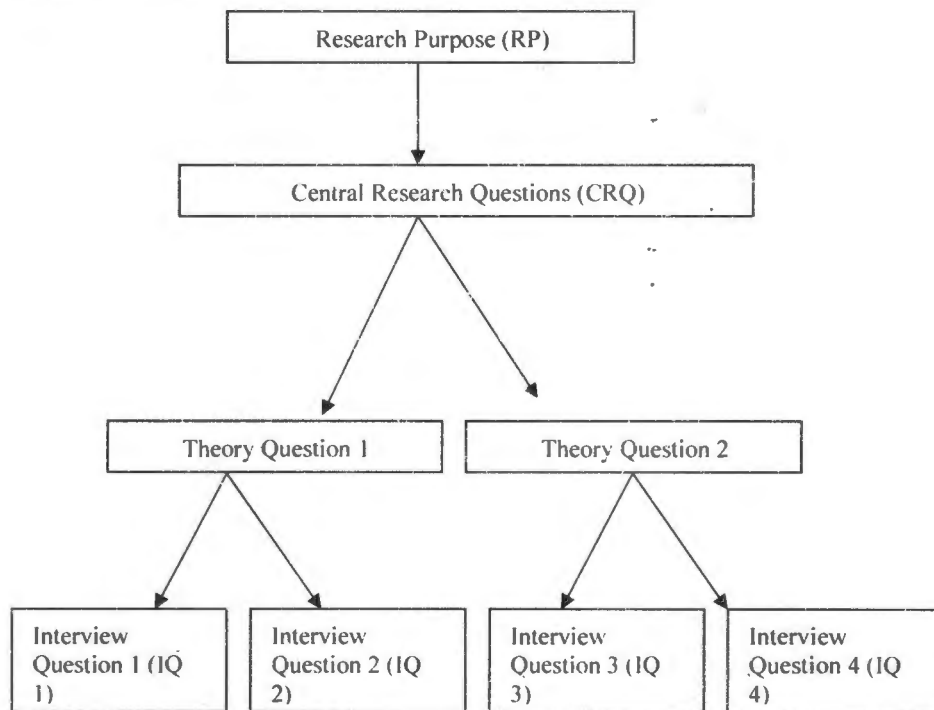 Research Purpose (RP)
Central Research Questions (CRQ)
Theory Question 1
Theory Question 2
Interview
Question 1 (IQ
1)
Interview
Question 2 (IQ
2)
Interview
Question 3 (IQ
3)
Interview
Question 4 (IQ
4)